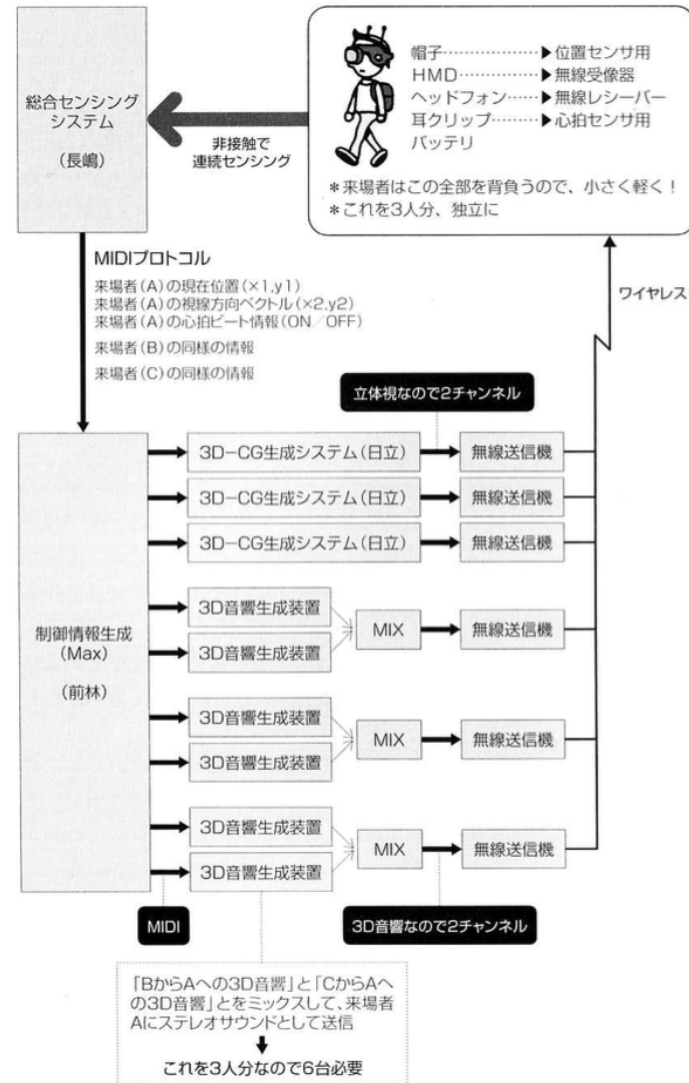 総合センシング
システム
(長嶋)
非接触で
連続センシング
帽子……………▶位置センサ用
HMD……………▶無線受像器
ヘッドフォン……▶無線レシーバー
耳クリップ………▶心拍センサ用
バッテリ
*来場者はこの全部を背負うので、小さく軽く!
*これを3人分、独立に
MIDIプロトコル
来場者(A)の現在位置(×1,y1)
来場者(A)の視線方向ベクトル(×2,y2)
来場者(A)の心拍ビート情報(ON/OFF)
来場者(B)の同様の情報
来場者(C)の同様の情報
ワイヤレス
立体視なので2チャンネル
制御情報生成
(Max)
(前林)
3D-CG生成システム(日立)
無線送信機
3D-CG生成システム(日立)
無線送信機
3D-CG生成システム(日立)
無線送信機
3D音響生成装置
3D音響生成装置
MIX
無線送信機
3D音響生成装置
3D音響生成装置
MIX
無線送信機
3D音響生成装置
3D音響生成装置
MIX
無線送信機
MIDI
3D音響なので2チャンネル
「BからAへの3D音響」と「CからAへ
の3D音響」とをミックスして、来場者
Aにステレオサウンドとして送信
これを3人分なので6台必要